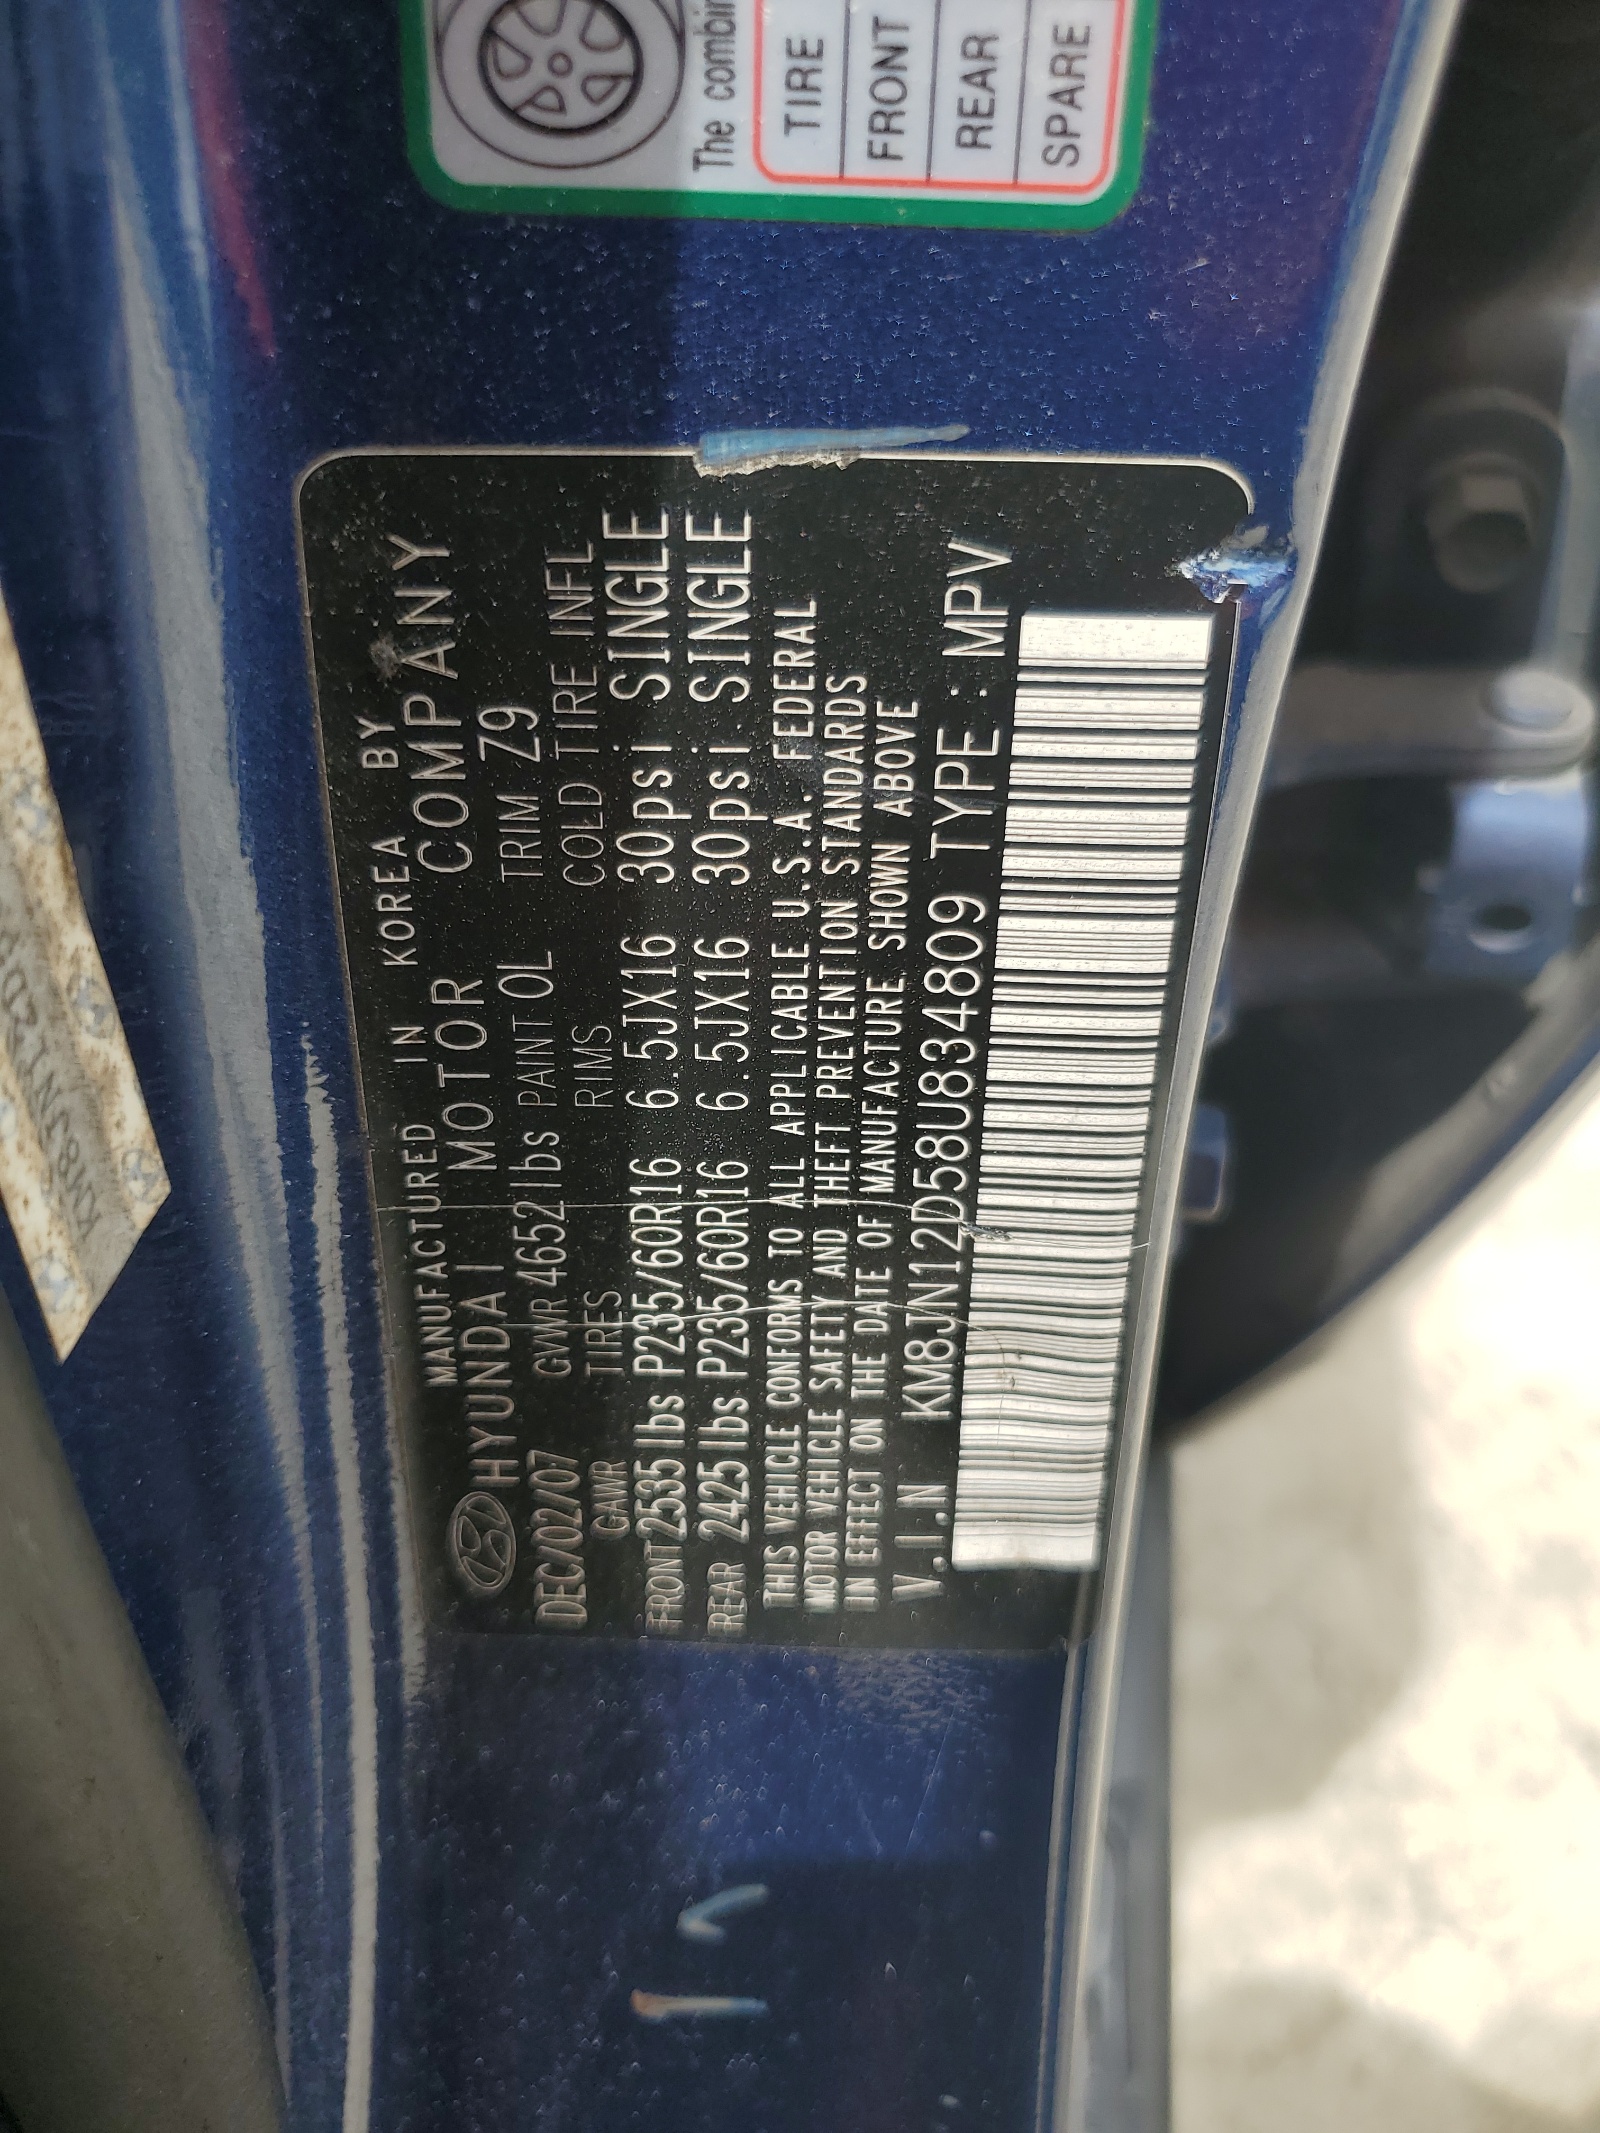 MANUFACTURED IN KOREA BY
HYUNDAI MOTOR COMPANY
DEC/02/07 GVWR 4652lbs PAINT OL TRIM Z9
GAWR TIRES RIMS COLD TIRE INFL
FRONT 2535lbs P235/60R16 6.5JX16 30psi SINGLE
REAR 2425lbs P235/60R16 6.5JX16 30psi SINGLE
THIS VEHICLE CONFORMS TO ALL APPLICABLE U.S.A. FEDERAL
MOTOR VEHICLE SAFETY AND THEFT PREVENTION STANDARDS
IN EFFECT ON THE DATE OF MANUFACTURE SHOWN ABOVE
V.I.N KM8JN12D58U834809 TYPE : MPV
The
TIRE
FRONT
REAR
SPARE